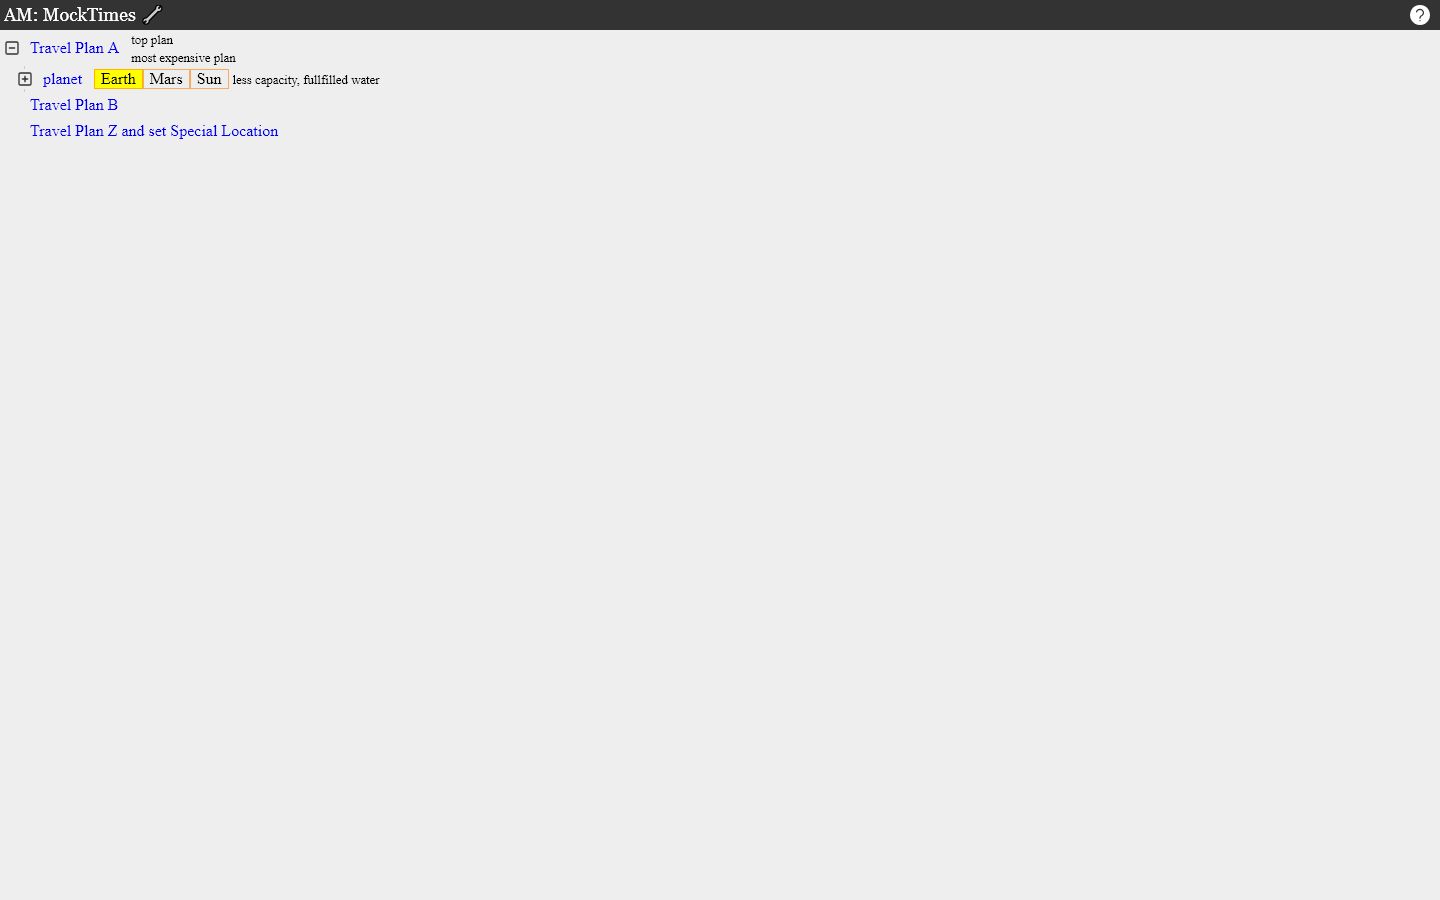 AM: MockTimes
?
Travel Plan A
top plan
most expensive plan
planet Earth Mars Sun less capacity, fullfilled water
Travel Plan B
Travel Plan Z and set Special Location